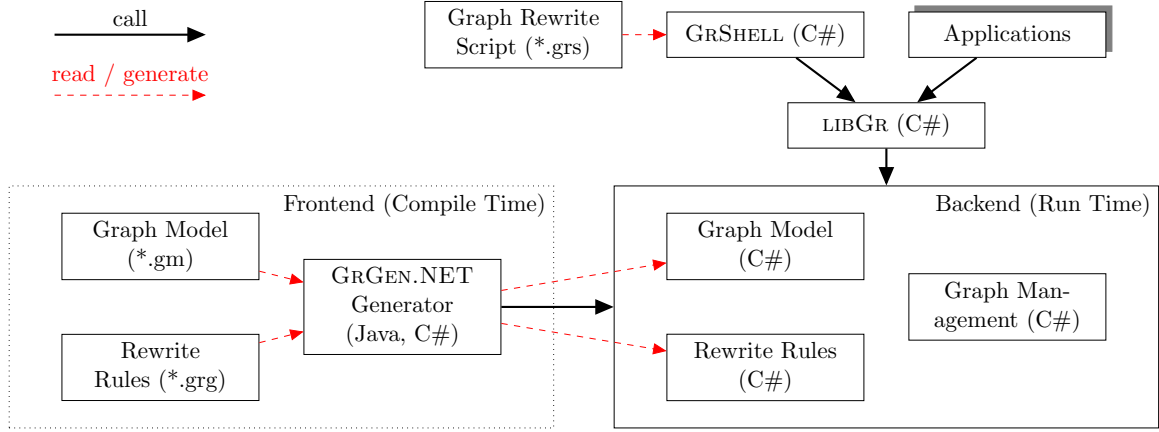 call
read / generate
Graph Rewrite
Script (*.grs)
GRSHELL (C#)
Applications
LIBGR (C#)
Frontend (Compile Time)
Graph Model
(*.gm)
GRGEN.NET
Generator
(Java, C#)
Rewrite
Rules (*.grg)
Backend (Run Time)
Graph Model
(C#)
Graph Man-
agement (C#)
Rewrite Rules
(C#)